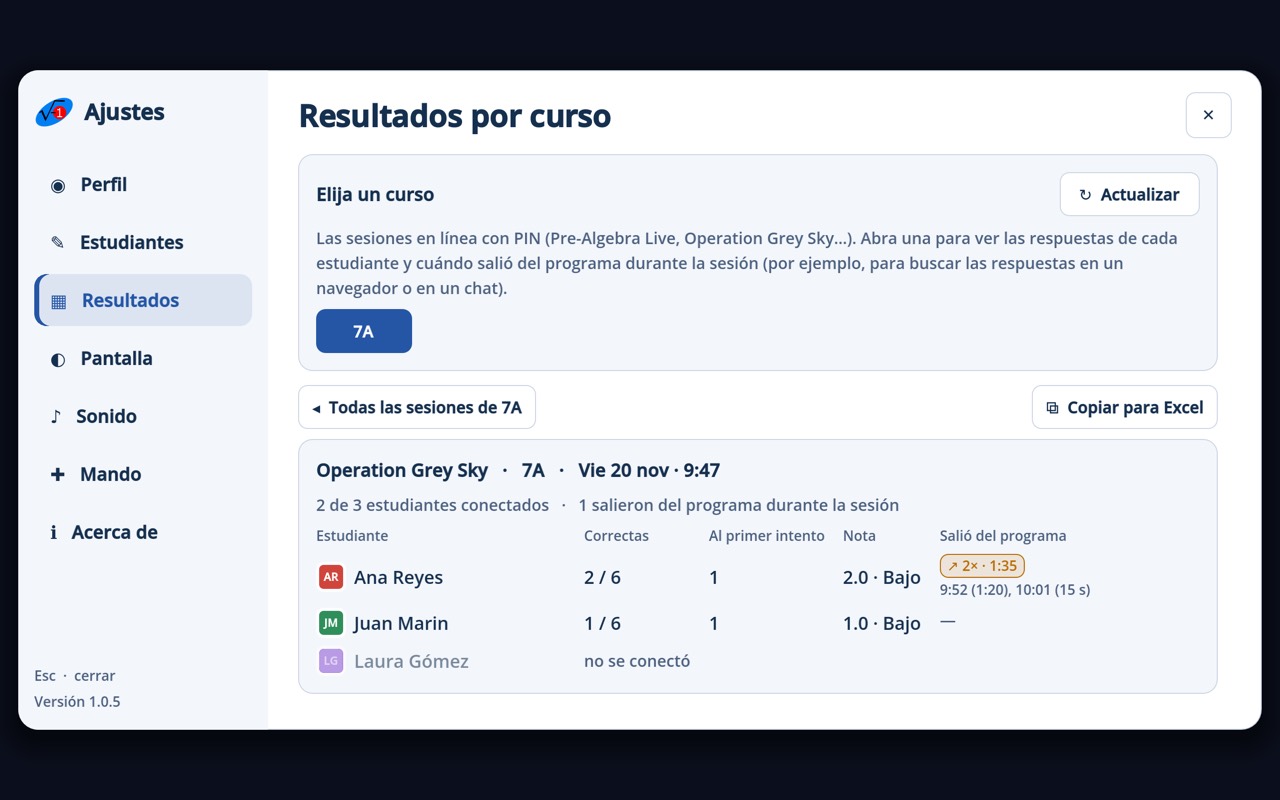 √1 Ajustes
◉ Perfil
✎ Estudiantes
▦ Resultados
◐ Pantalla
♪ Sonido
✚ Mando
ℹ Acerca de
Esc · cerrar
Versión 1.0.5
Resultados por curso
×
Elija un curso
↻ Actualizar
Las sesiones en línea con PIN (Pre-Algebra Live, Operation Grey Sky…). Abra una para ver las respuestas de cada
estudiante y cuándo salió del programa durante la sesión (por ejemplo, para buscar las respuestas en un
navegador o en un chat).
7A
◂ Todas las sesiones de 7A
⧉ Copiar para Excel
Operation Grey Sky · 7A · Vie 20 nov · 9:47
2 de 3 estudiantes conectados · 1 salieron del programa durante la sesión
Estudiante Correctas Al primer intento Nota Salió del programa
AR Ana Reyes 2 / 6 1 2.0 · Bajo ↗ 2× · 1:35
9:52 (1:20), 10:01 (15 s)
JM Juan Marin 1 / 6 1 1.0 · Bajo —
LG Laura Gómez no se conectó